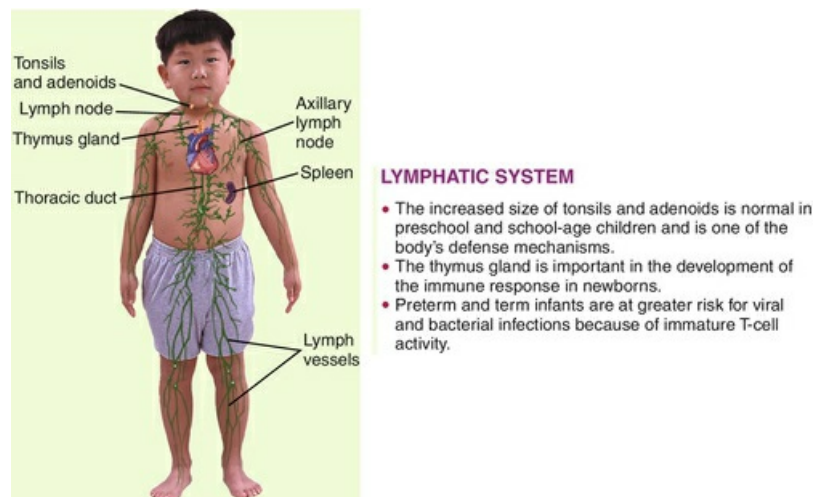 Tonsils
and adenoids
Lymph node
Thymus gland
Thoracic duct
Axillary
lymph
node
Spleen
Lymph
vessels
LYMPHATIC SYSTEM
• The increased size of tonsils and adenoids is normal in
preschool and school-age children and is one of the
body's defense mechanisms.
• The thymus gland is important in the development of
the immune response in newborns.
• Preterm and term infants are at greater risk for viral
and bacterial infections because of immature T-cell
activity.